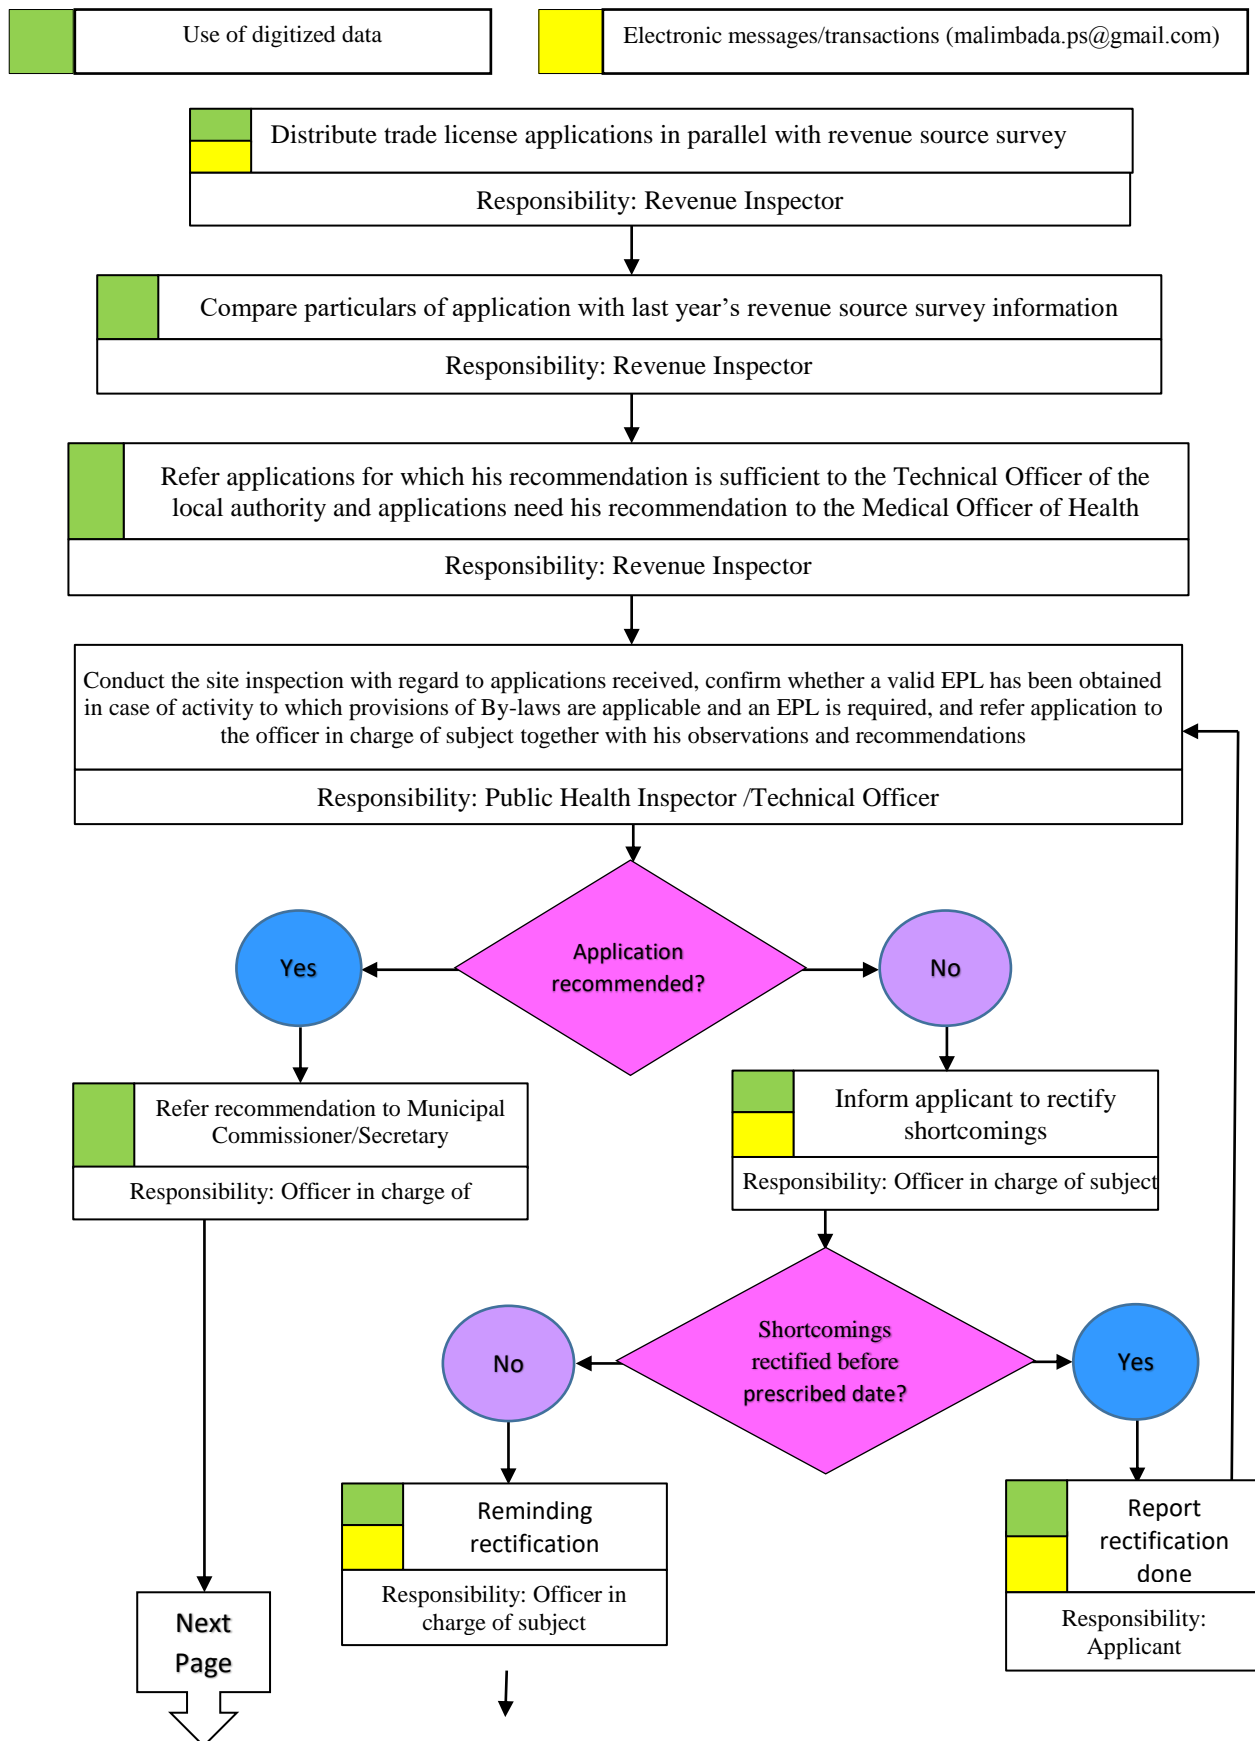 Use of digitized data
Electronic messages/transactions (malimbada.ps@gmail.com)
Distribute trade license applications in parallel with revenue source survey
Responsibility: Revenue Inspector
Compare particulars of application with last year’s revenue source survey information
Responsibility: Revenue Inspector
Refer applications for which his recommendation is sufficient to the Technical Officer of the
local authority and applications need his recommendation to the Medical Officer of Health
Responsibility: Revenue Inspector
Conduct the site inspection with regard to applications received, confirm whether a valid EPL has been obtained
in case of activity to which provisions of By-laws are applicable and an EPL is required, and refer application to
the officer in charge of subject together with his observations and recommendations
Responsibility: Public Health Inspector /Technical Officer
Application
recommended?
Yes
No
Refer recommendation to Municipal
Commissioner/Secretary
Responsibility: Officer in charge of
Inform applicant to rectify
shortcomings
Responsibility: Officer in charge of subject
Shortcomings
rectified before
prescribed date?
No
Yes
Reminding
rectification
Responsibility: Officer in
charge of subject
Report
rectification
done
Responsibility:
Applicant
Next
Page